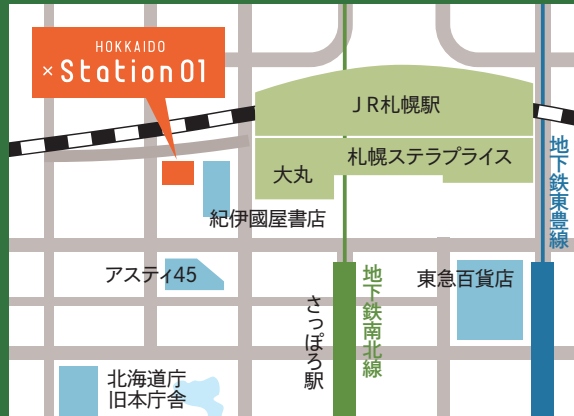 HOKKAIDO
×Station01
JR札幌駅
札幌ステラプライス
大丸
地下鉄東豊線
紀伊國屋書店
アスティ45
地下鉄南北線
東急百貨店
さっぽろ駅
北海道庁
旧本庁舎